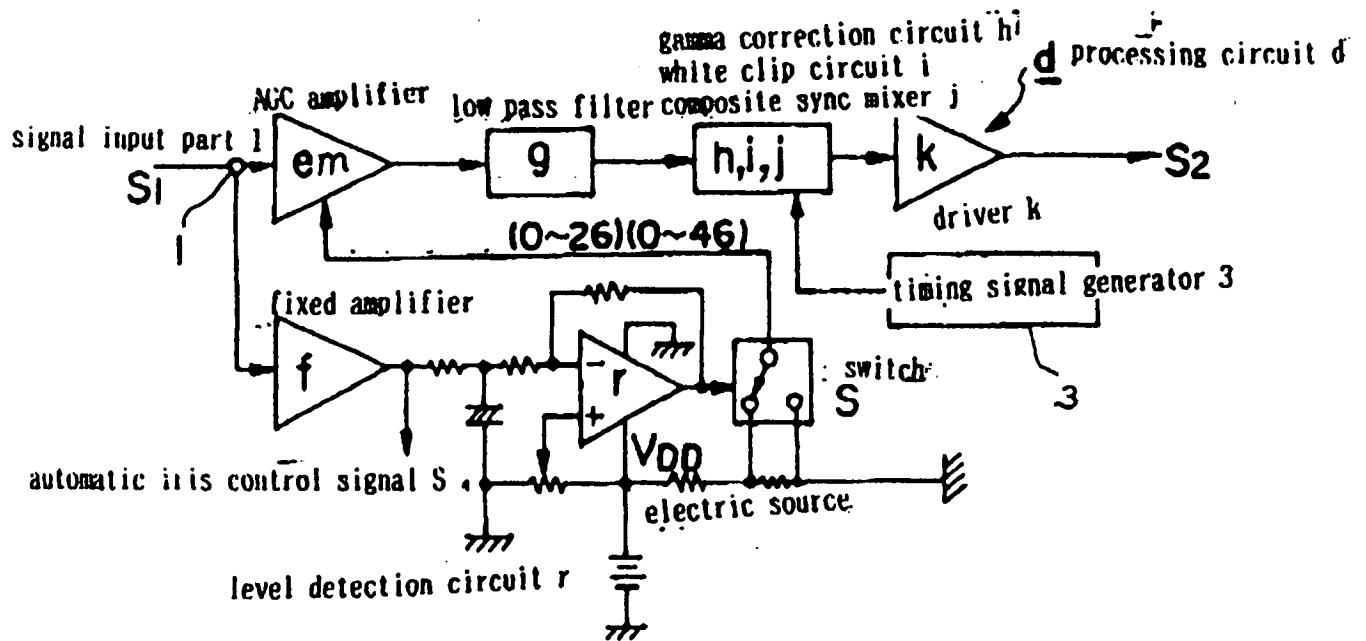 gamma correction circuit h
white clip circuit i
composite sync mixer j
d processing circuit d
AGC amplifier
low pass filter
signal input part 1
em
g
h,i,j
k
S1
S2
1
driver k
(0~26)(0~46)
timing signal generator 3
fixed amplifier
f
-
r
+
switch
S
3
VDD
automatic iris control signal S
electric source
level detection circuit r